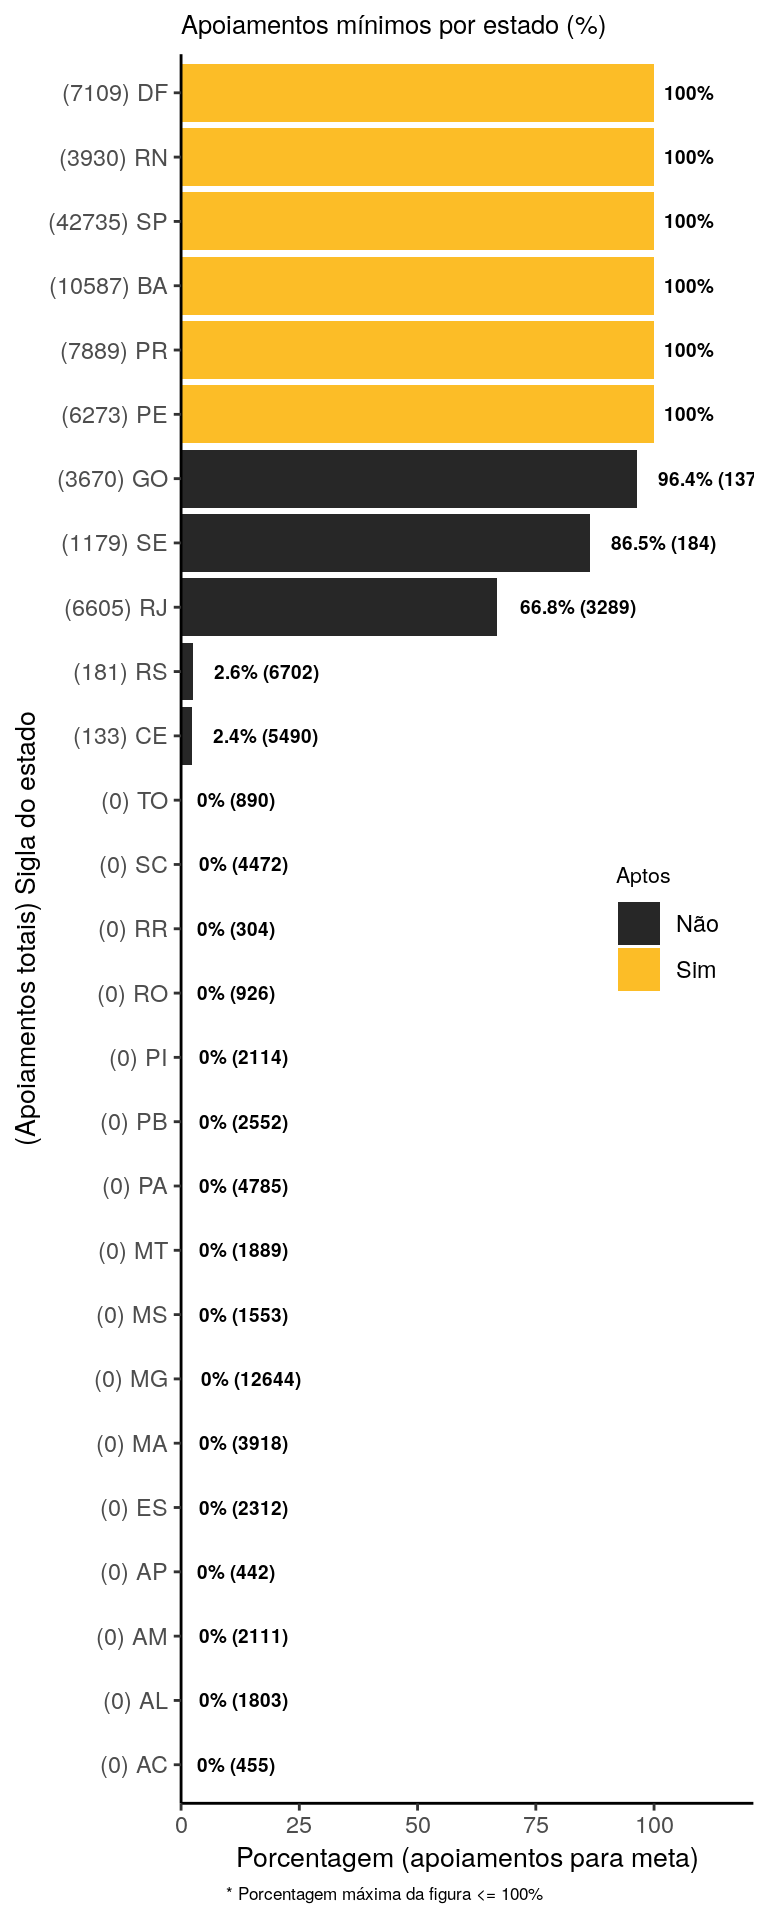 Apoiamentos mínimos por estado (%)
(7109) DF 100%
(3930) RN 100%
(42735) SP 100%
(10587) BA 100%
(7889) PR 100%
(6273) PE 100%
(3670) GO 96.4% (137
(1179) SE 86.5% (184)
(6605) RJ 66.8% (3289)
(181) RS 2.6% (6702)
(133) CE 2.4% (5490)
(0) TO 0% (890)
(0) SC 0% (4472)
(0) RR 0% (304)
(0) RO 0% (926)
(0) PI 0% (2114)
(0) PB 0% (2552)
(0) PA 0% (4785)
(0) MT 0% (1889)
(0) MS 0% (1553)
(0) MG 0% (12644)
(0) MA 0% (3918)
(0) ES 0% (2312)
(0) AP 0% (442)
(0) AM 0% (2111)
(0) AL 0% (1803)
(0) AC 0% (455)
(Apoiamentos totais) Sigla do estado
Aptos
Não
Sim
0 25 50 75 100
Porcentagem (apoiamentos para meta)
* Porcentagem máxima da figura <= 100%